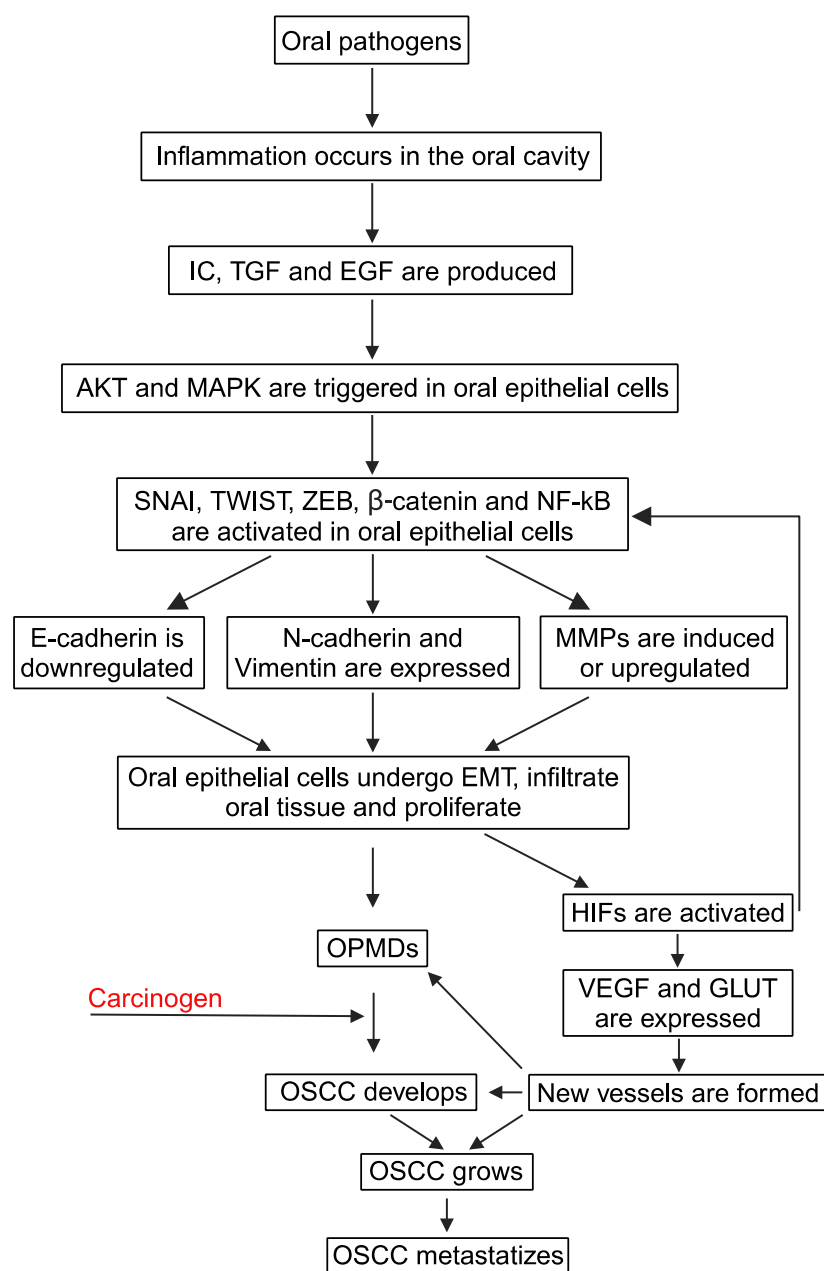 Oral pathogens
Inflammation occurs in the oral cavity
IC, TGF and EGF are produced
AKT and MAPK are triggered in oral epithelial cells
SNAI, TWIST, ZEB, β-catenin and NF-kB
are activated in oral epithelial cells
E-cadherin is
downregulated
N-cadherin and
Vimentin are expressed
MMPs are induced
or upregulated
Oral epithelial cells undergo EMT, infiltrate
oral tissue and proliferate
HIFs are activated
OPMDs
VEGF and GLUT
are expressed
Carcinogen
OSCC develops
New vessels are formed
OSCC grows
OSCC metastatizes